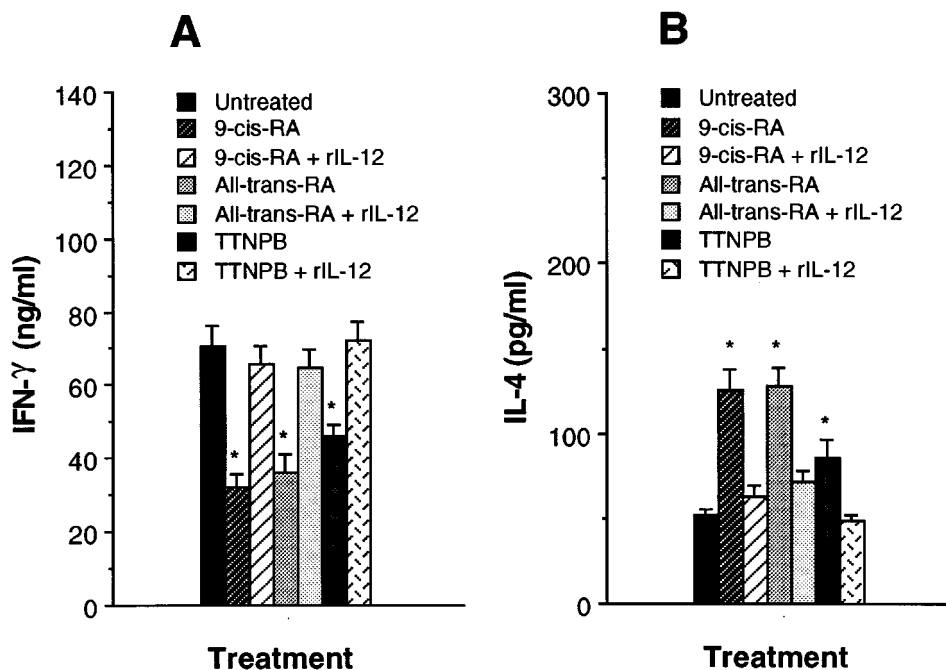 A
140
120
100
80
60
40
20
0
IFN-γ (ng/ml)
Untreated
9-cis-RA
9-cis-RA + rIL-12
All-trans-RA
All-trans-RA + rIL-12
TTNPB
TTNPB + rIL-12
*
*
*
Treatment
B
300
200
100
0
IL-4 (pg/ml)
Untreated
9-cis-RA
9-cis-RA + rIL-12
All-trans-RA
All-trans-RA + rIL-12
TTNPB
TTNPB + rIL-12
*
*
*
Treatment